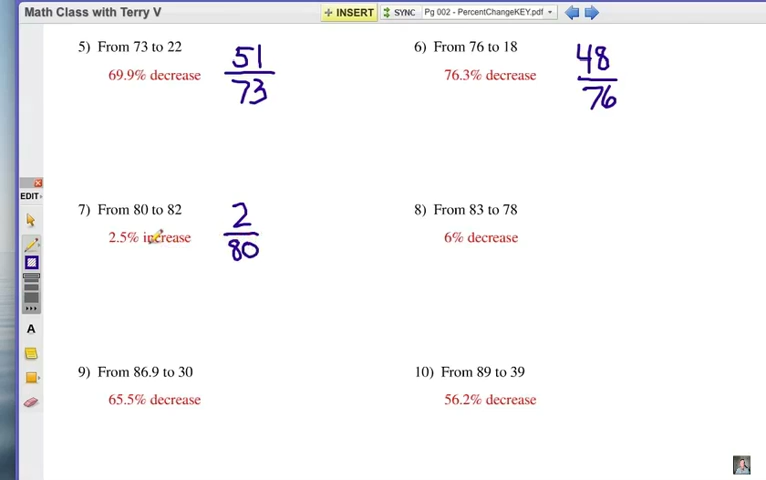 Math Class with Terry V
INSERT
SYNC
Pg 002 - PercentChangeKEY.pdf
5) From 73 to 22
69.9% decrease
51
73
6) From 76 to 18
76.3% decrease
48
76
EDIT
7) From 80 to 82
2.5% increase
2
80
8) From 83 to 78
6% decrease
A
9) From 86.9 to 30
65.5% decrease
10) From 89 to 39
56.2% decrease